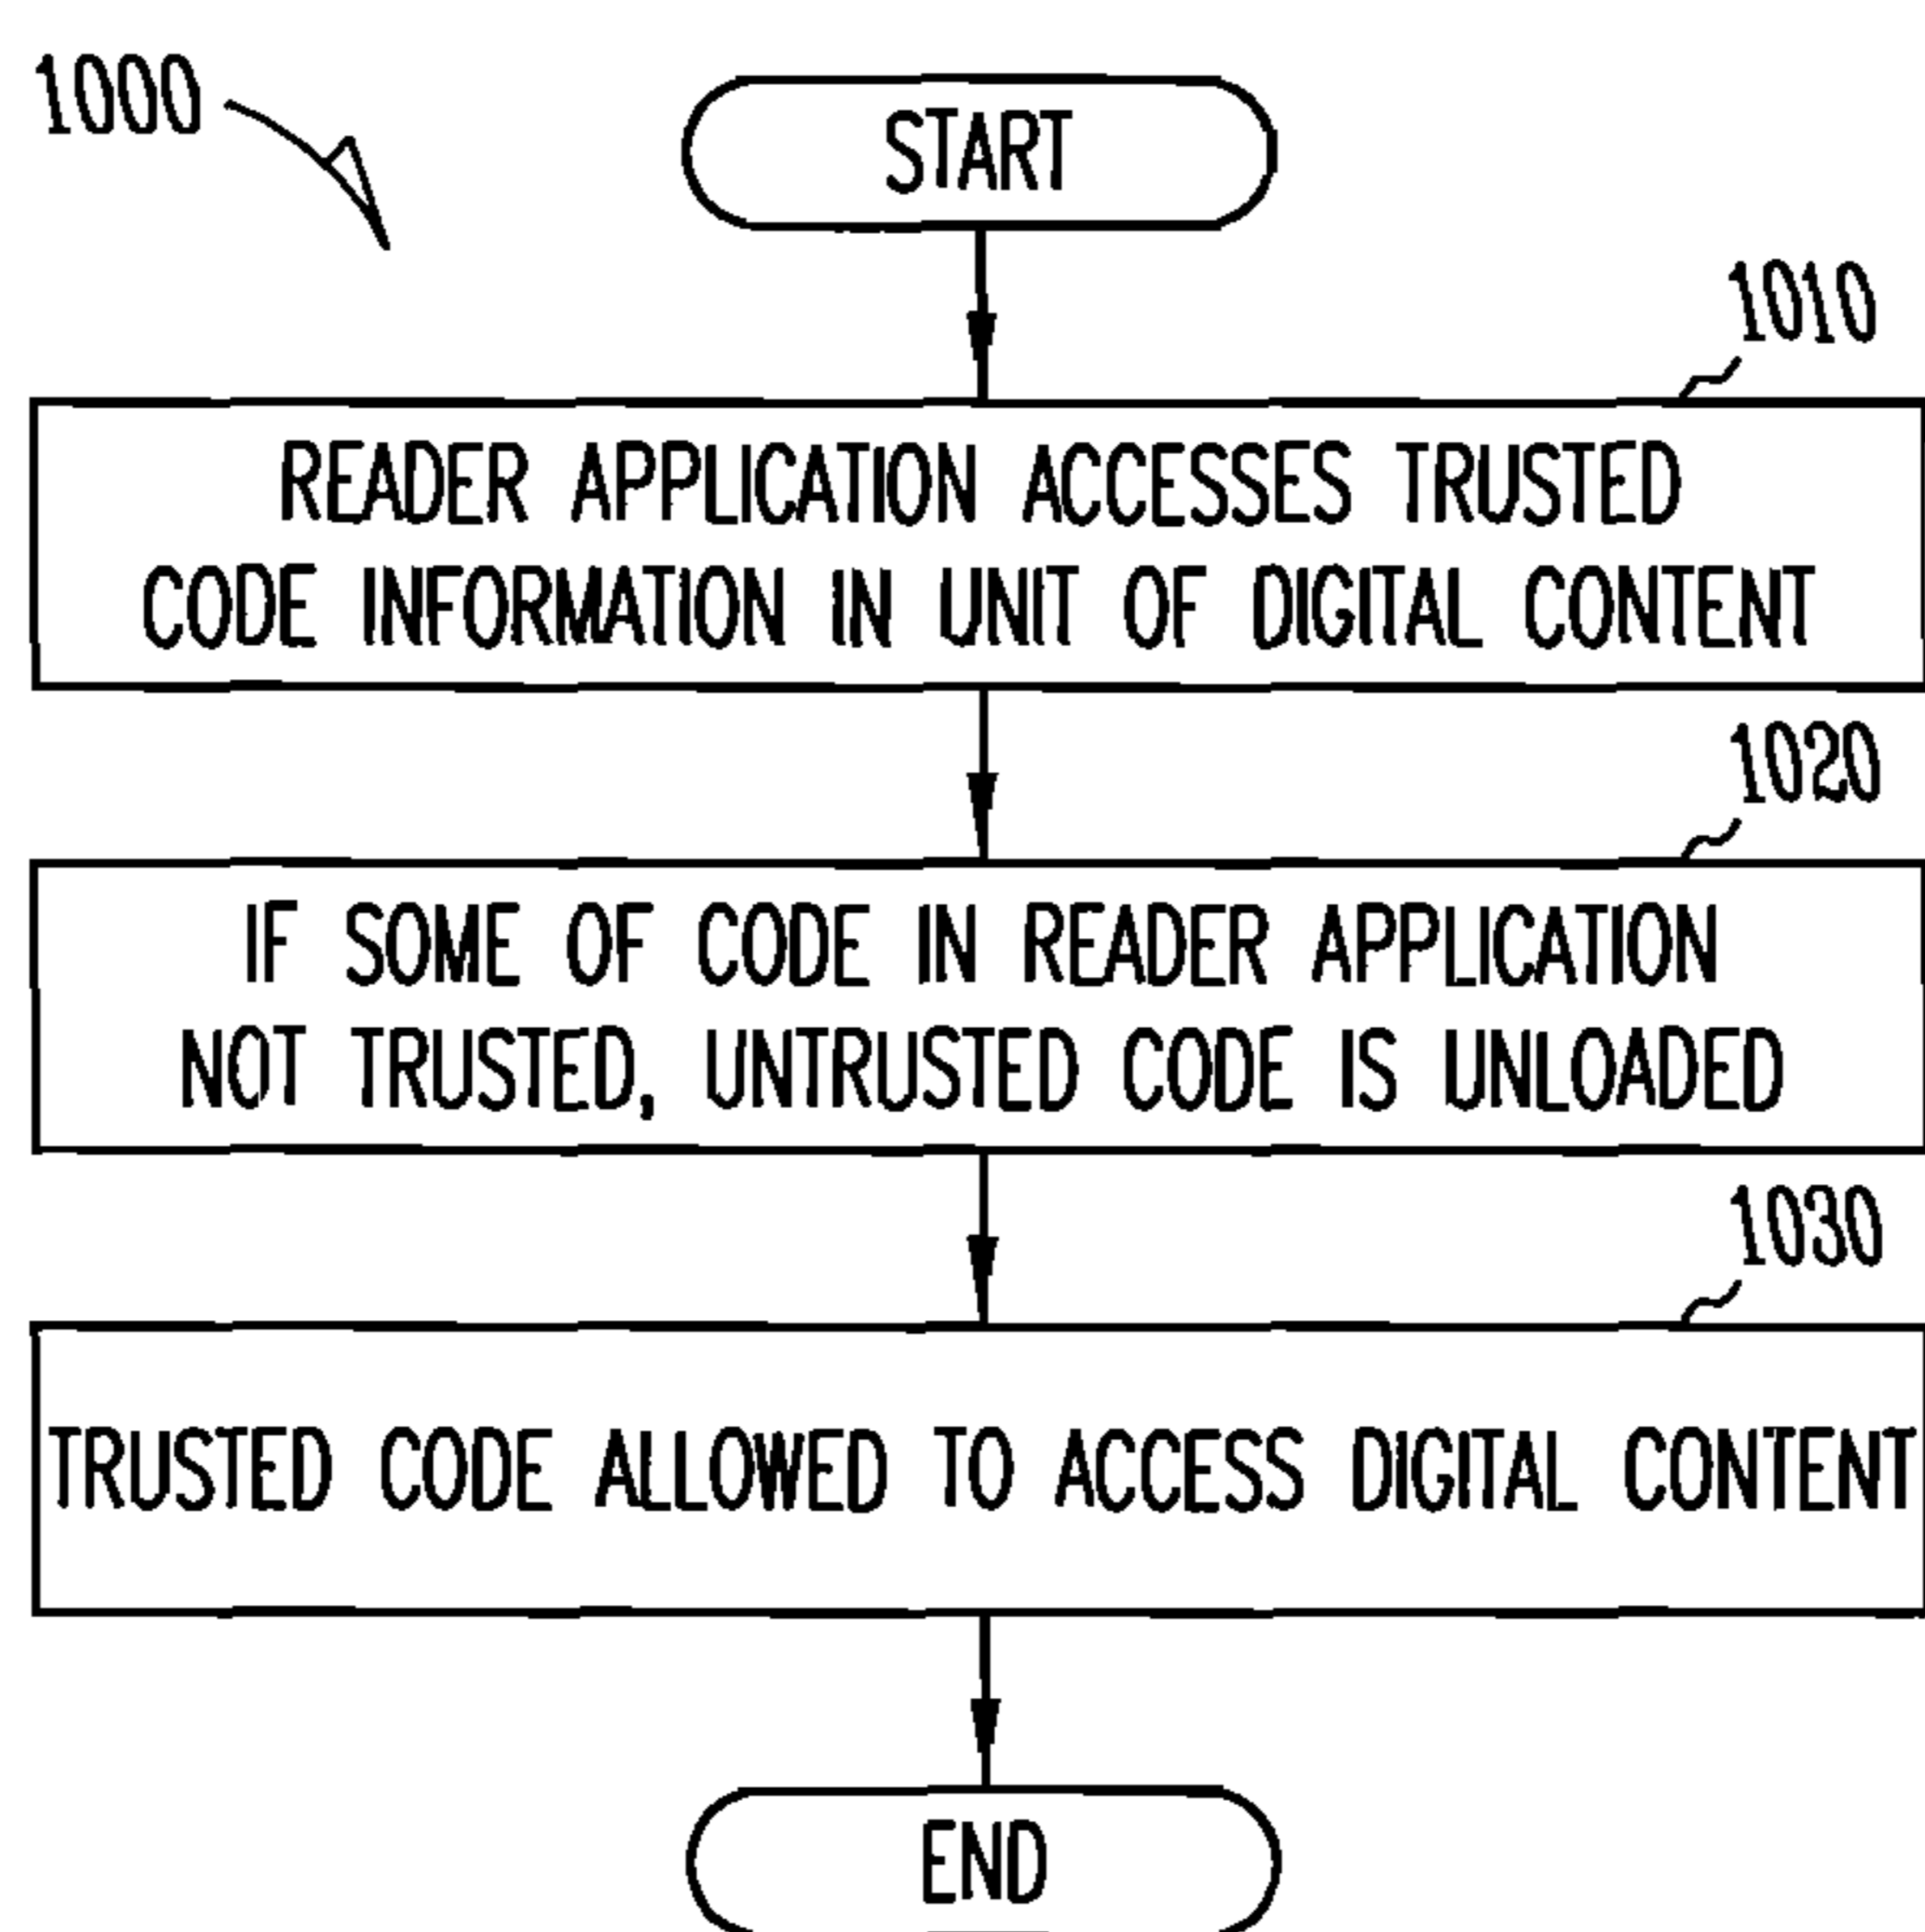 1000
START
1010
READER APPLICATION ACCESSES TRUSTED
CODE INFORMATION IN UNIT OF DIGITAL CONTENT
1020
IF SOME OF CODE IN READER APPLICATION
NOT TRUSTED, UNTRUSTED CODE IS UNLOADED
1030
TRUSTED CODE ALLOWED TO ACCESS DIGITAL CONTENT
END